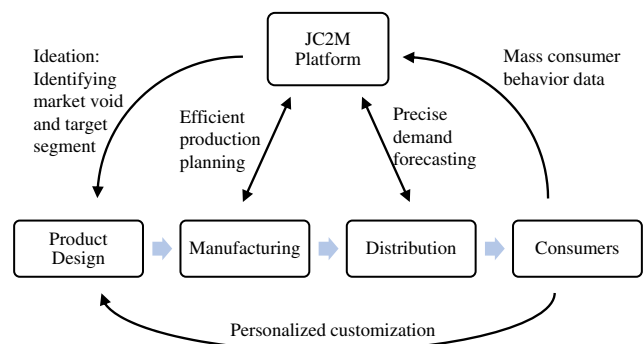 JC2M
Platform
Ideation:
Identifying
market void
and target
segment
Efficient
production
planning
Precise
demand
forecasting
Mass consumer
behavior data
Product
Design
Manufacturing
Distribution
Consumers
Personalized customization